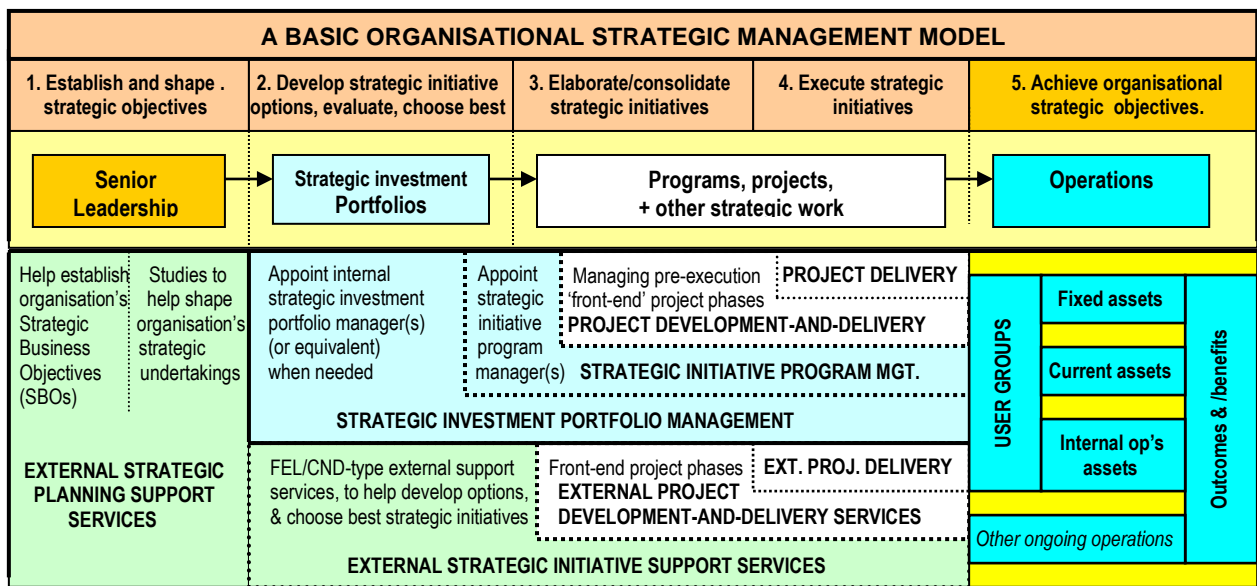 A BASIC ORGANISATIONAL STRATEGIC MANAGEMENT MODEL
1. Establish and shape .
strategic objectives
2. Develop strategic initiative
options, evaluate, choose best
3. Elaborate/consolidate
strategic initiatives
4. Execute strategic
initiatives
5. Achieve organisational
strategic objectives.
Senior
Leadership
Strategic investment
Portfolios
Programs, projects,
+ other strategic work
Operations
Help establish
organisation's
Strategic
Business
Objectives
(SBOs)
Studies to
help shape
organisation's
strategic
undertakings
EXTERNAL STRATEGIC
PLANNING SUPPORT
SERVICES
Appoint internal
strategic investment
portfolio manager(s)
(or equivalent)
when needed
Appoint
strategic
initiative
program
manager(s)
Managing pre-execution
'front-end' project phases
PROJECT DELIVERY
PROJECT DEVELOPMENT-AND-DELIVERY
STRATEGIC INITIATIVE PROGRAM MGT.
STRATEGIC INVESTMENT PORTFOLIO MANAGEMENT
FEL/CND-type external support
services, to help develop options,
& choose best strategic initiatives
Front-end project phases
EXT. PROJ. DELIVERY
EXTERNAL PROJECT
DEVELOPMENT-AND-DELIVERY SERVICES
EXTERNAL STRATEGIC INITIATIVE SUPPORT SERVICES
USER GROUPS
Fixed assets
Current assets
Internal op's
assets
Other ongoing operations
Outcomes & /benefits